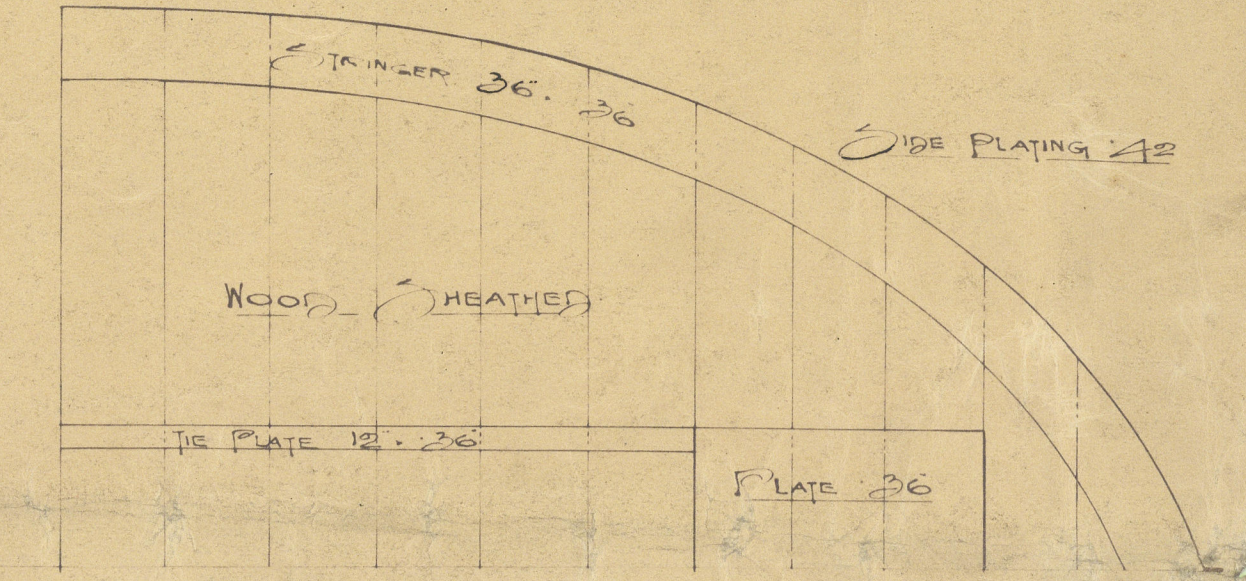 STRINGER 36". ·36
SIDE PLATING ·42
WOOD SHEATHED
TIE PLATE 12". ·36
PLATE ·36